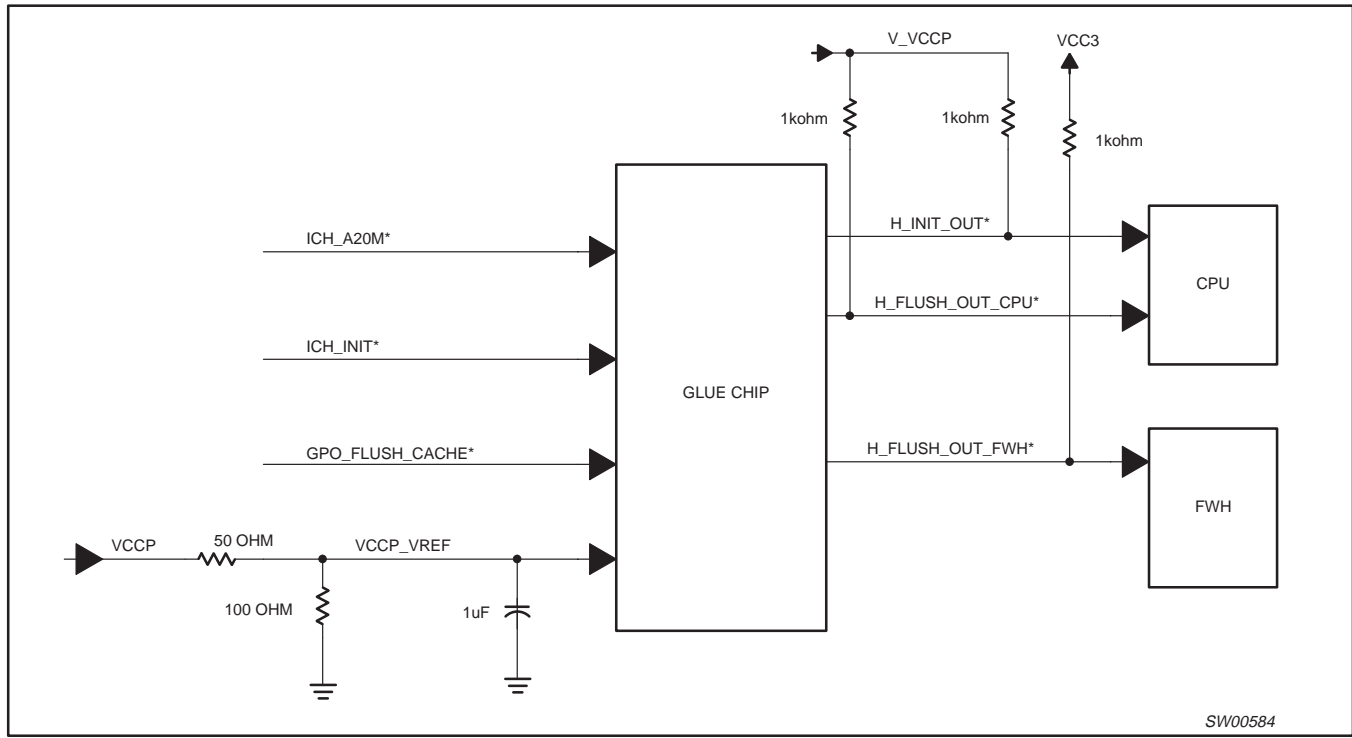 V_VCCP
VCC3
1kohm
1kohm
1kohm
ICH_A20M*
H_INIT_OUT*
CPU
H_FLUSH_OUT_CPU*
ICH_INIT*
GLUE CHIP
GPO_FLUSH_CACHE*
H_FLUSH_OUT_FWH*
FWH
VCCP
50 OHM
VCCP_VREF
100 OHM
1uF
SW00584